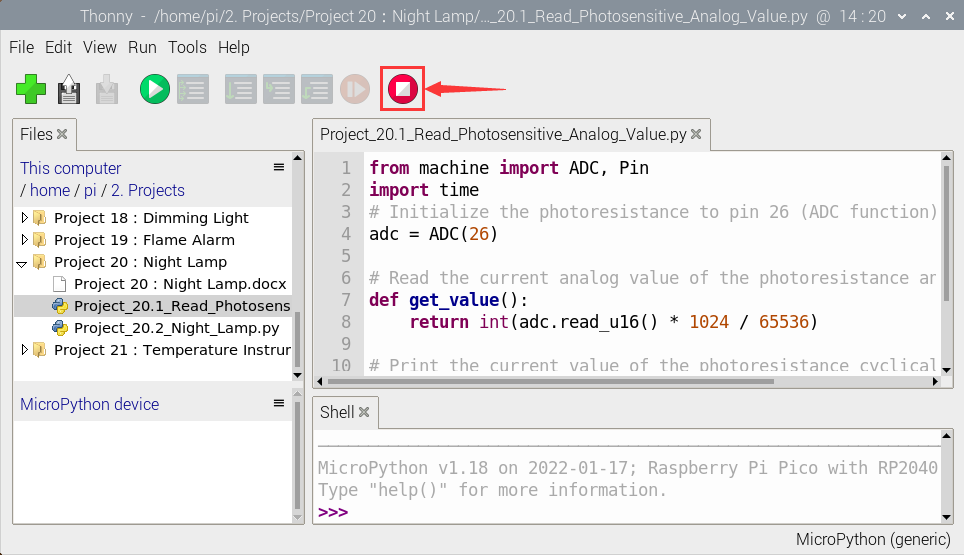 Thonny - /home/pi/2. Projects/Project 20 : Night Lamp/..._20.1_Read_Photosensitive_Analog_Value.py @ 14 : 20
File Edit View Run Tools Help
Files
This computer
/ home / pi / 2. Projects
Project 18 : Dimming Light
Project 19 : Flame Alarm
Project 20 : Night Lamp
Project 20 : Night Lamp.docx
Project_20.1_Read_Photosens
Project_20.2_Night_Lamp.py
Project 21 : Temperature Instrur
MicroPython device
Project_20.1_Read_Photosensitive_Analog_Value.py
1 from machine import ADC, Pin
2 import time
3 # Initialize the photoresistance to pin 26 (ADC function)
4 adc = ADC(26)
5
6 # Read the current analog value of the photoresistance an
7 def get_value():
8 return int(adc.read_u16() * 1024 / 65536)
9
10 # Print the current value of the photoresistance cyclical
Shell
MicroPython v1.18 on 2022-01-17; Raspberry Pi Pico with RP2040
Type "help()" for more information.
>>>
MicroPython (generic)